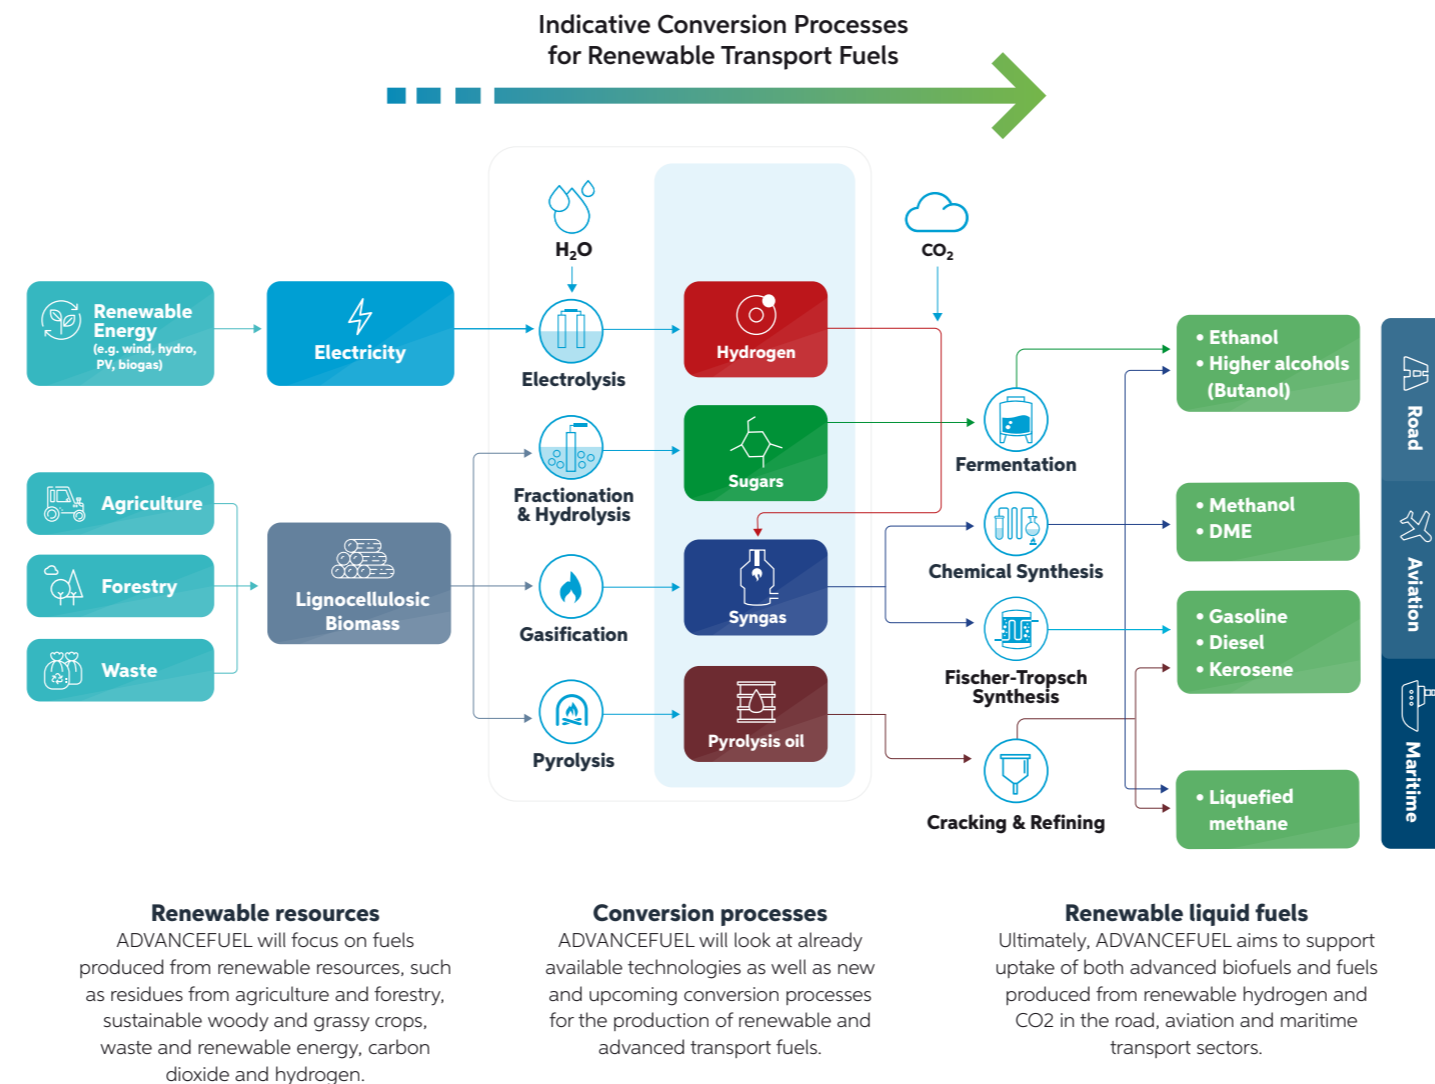 Indicative Conversion Processes
for Renewable Transport Fuels
H₂O
CO₂
Renewable
Energy
(e.g. wind, hydro,
PV, biogas)
Electricity
Electrolysis
Hydrogen
Agriculture
Forestry
Waste
Lignocellulosic
Biomass
Fractionation
& Hydrolysis
Gasification
Pyrolysis
Sugars
Syngas
Pyrolysis oil
Fermentation
Chemical Synthesis
Fischer-Tropsch
Synthesis
Cracking & Refining
• Ethanol
• Higher alcohols
(Butanol)
• Methanol
• DME
• Gasoline
• Diesel
• Kerosene
• Liquefied
methane
Road
Aviation
Maritime
Renewable resources
ADVANCEFUEL will focus on fuels
produced from renewable resources, such
as residues from agriculture and forestry,
sustainable woody and grassy crops,
waste and renewable energy, carbon
dioxide and hydrogen.
Conversion processes
ADVANCEFUEL will look at already
available technologies as well as new
and upcoming conversion processes
for the production of renewable and
advanced transport fuels.
Renewable liquid fuels
Ultimately, ADVANCEFUEL aims to support
uptake of both advanced biofuels and fuels
produced from renewable hydrogen and
CO2 in the road, aviation and maritime
transport sectors.